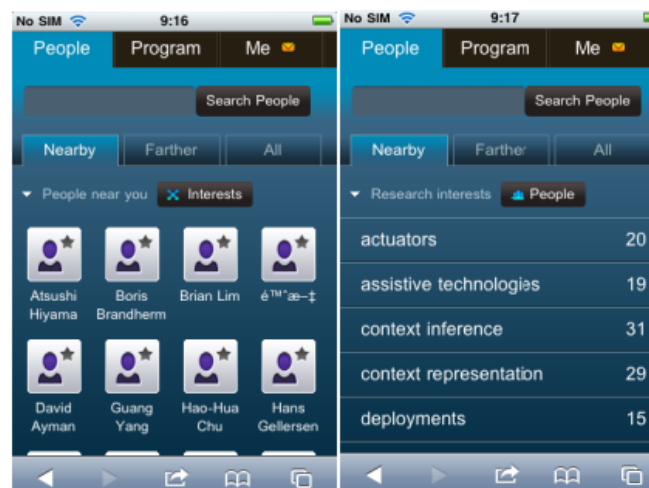 No SIM 9:16
People Program Me
Search People
Nearby Farther All
People near you Interests
Atsushi Hiyama
Boris Brandherm
Brian Lim
é™ˆæ–‡
David Ayman
Guang Yang
Hao-Hua Chu
Hans Gellersen
No SIM 9:17
People Program Me
Search People
Nearby Farther All
Research interests People
actuators 20
assistive technologies 19
context inference 31
context representation 29
deployments 15